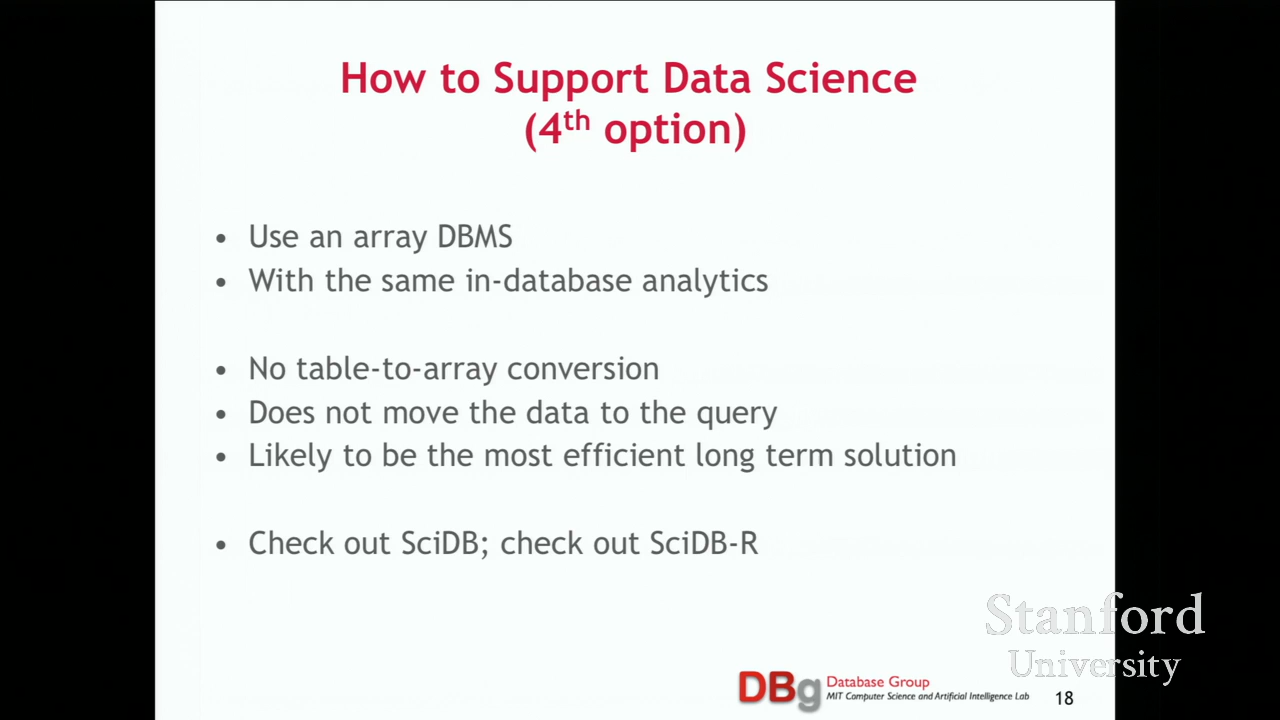 How to Support Data Science
(4th option)
• Use an array DBMS
• With the same in-database analytics
• No table-to-array conversion
• Does not move the data to the query
• Likely to be the most efficient long term solution
• Check out SciDB; check out SciDB-R
Stanford
University
DBg Database Group
MIT Computer Science and Artificial Intelligence Lab
18